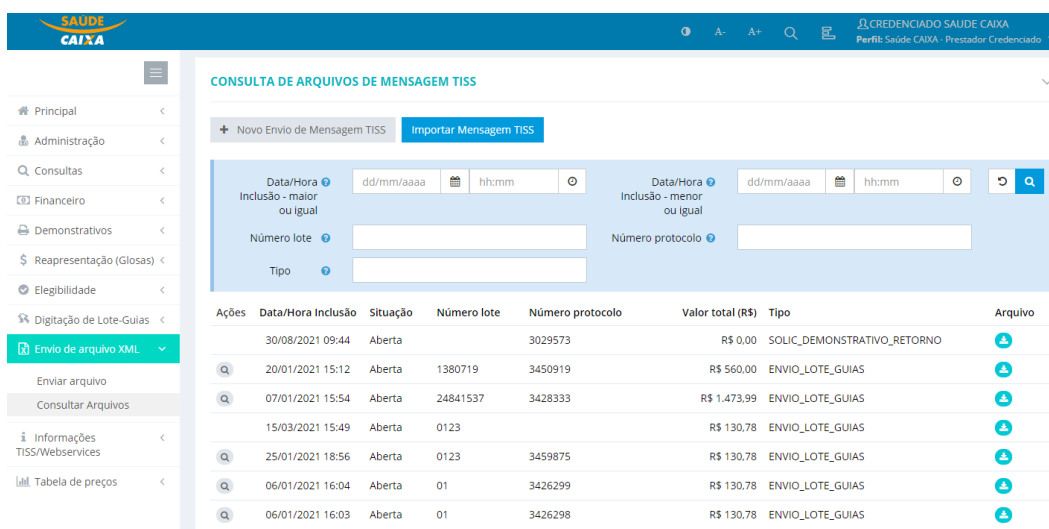 SAÚDE
CAIXA
A-
A+
CREDENCIADO SAUDE CAIXA
Perfil: Saúde CAIXA - Prestador Credenciado
Principal
Administração
Consultas
Financeiro
Demonstrativos
Reapresentação (Glosas)
Elegibilidade
Digitação de Lote-Guias
Envio de arquivo XML
Enviar arquivo
Consultar Arquivos
Informações
TISS/Webservices
Tabela de preços
CONSULTA DE ARQUIVOS DE MENSAGEM TISS
+ Novo Envio de Mensagem TISS
Importar Mensagem TISS
Data/Hora
Inclusão - maior
ou igual
dd/mm/aaaa
hh:mm
Data/Hora
Inclusão - menor
ou igual
dd/mm/aaaa
hh:mm
Número lote
Número protocolo
Tipo
Ações Data/Hora Inclusão Situação Número lote Número protocolo Valor total (R$) Tipo Arquivo
30/08/2021 09:44 Aberta 3029573 R$ 0,00 SOLIC_DEMONSTRATIVO_RETORNO
20/01/2021 15:12 Aberta 1380719 3450919 R$ 560,00 ENVIO_LOTE_GUIAS
07/01/2021 15:54 Aberta 24841537 3428333 R$ 1.473,99 ENVIO_LOTE_GUIAS
15/03/2021 15:49 Aberta 0123 R$ 130,78 ENVIO_LOTE_GUIAS
25/01/2021 18:56 Aberta 0123 3459875 R$ 130,78 ENVIO_LOTE_GUIAS
06/01/2021 16:04 Aberta 01 3426299 R$ 130,78 ENVIO_LOTE_GUIAS
06/01/2021 16:03 Aberta 01 3426298 R$ 130,78 ENVIO_LOTE_GUIAS